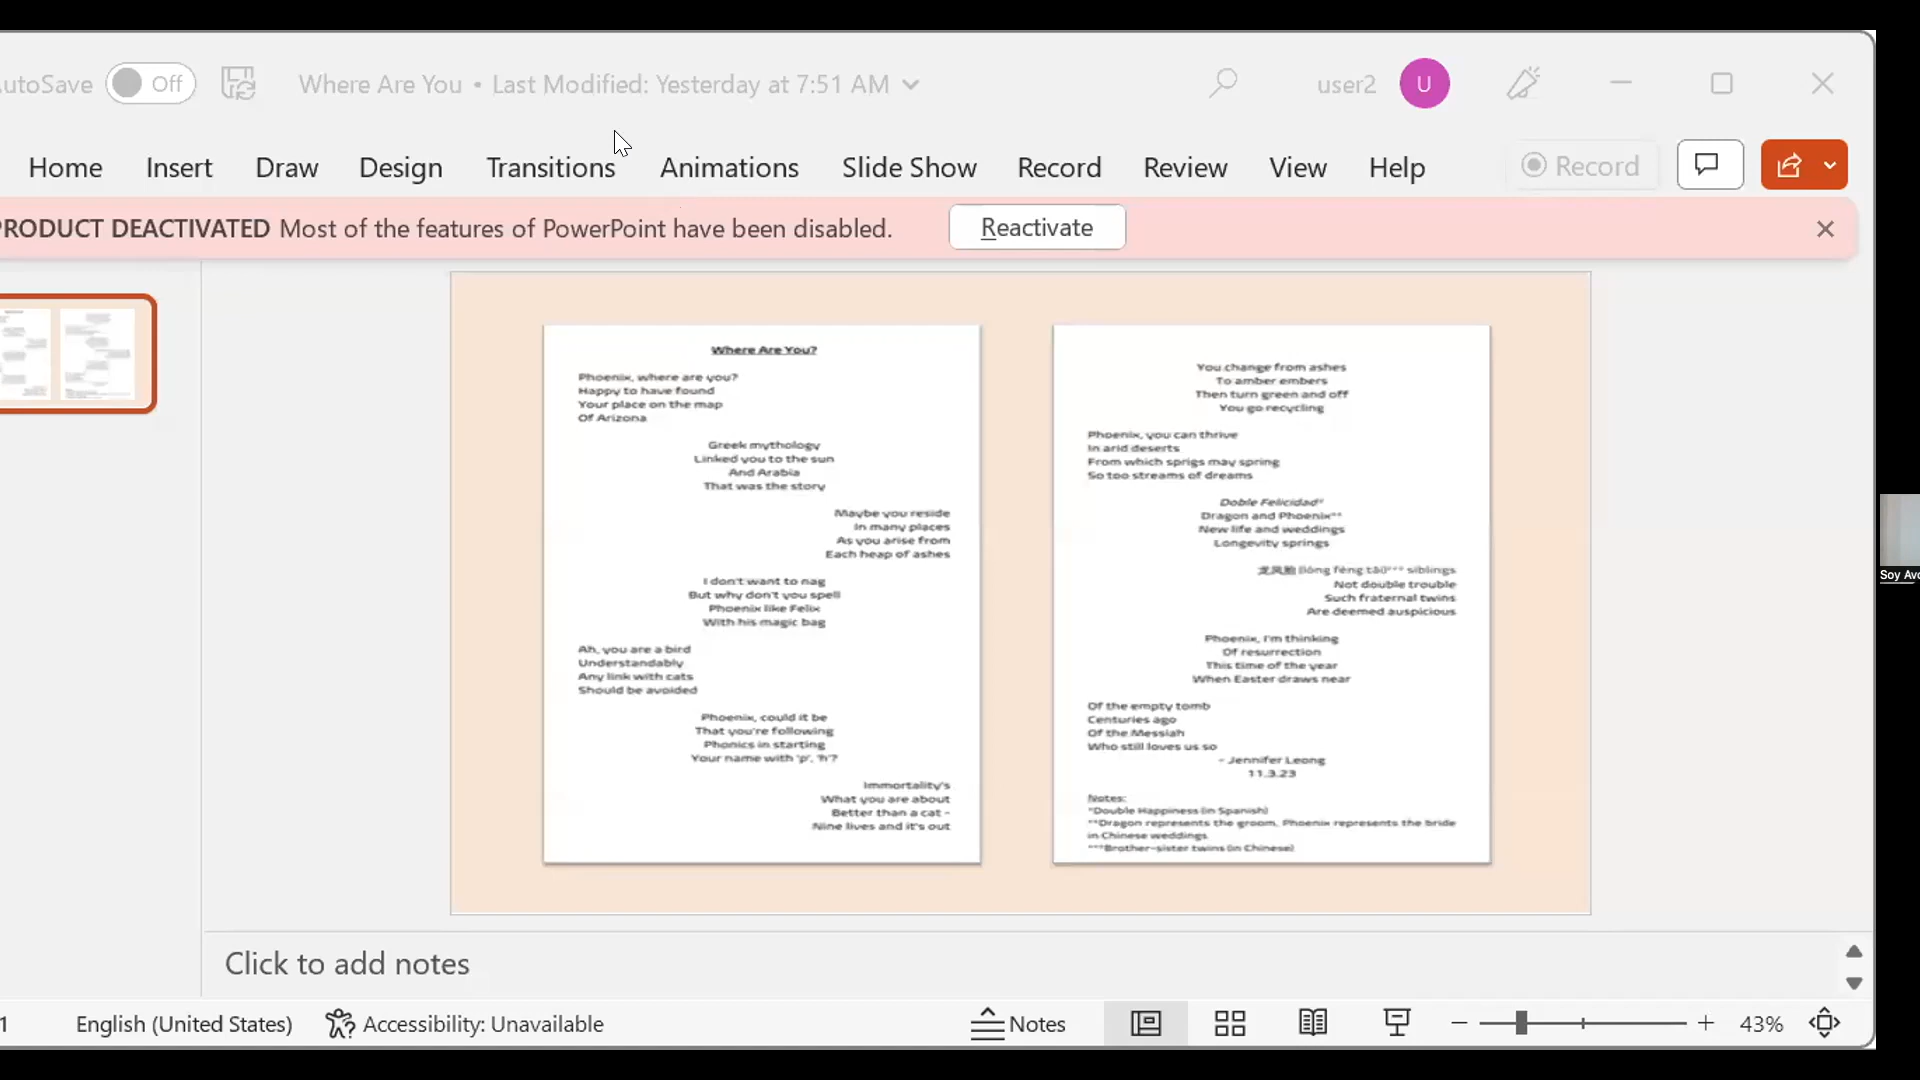 utoSave Off Where Are You • Last Modified: Yesterday at 7:51 AM user2 U
Home Insert Draw Design Transitions Animations Slide Show Record Review View Help Record
PRODUCT DEACTIVATED Most of the features of PowerPoint have been disabled. Reactivate
Where Are You?
Phoenix, where are you?
Happy to have found
Your place on the map
Of Arizona
Greek mythology
Linked you to the sun
And Arabia
That was the story
Maybe you reside
In many places
As you arise from
Each heap of ashes
I don't want to nag
But why don't you spell
Phoenix like Felix
With his magic bag
Ah, you are a bird
Understandably
Any link with cats
Should be avoided
Phoenix, could it be
That you're following
Phonics in starting
Your name with 'p', 'h'?
Immortality's
What you are about
Better than a cat -
Nine lives and it's out
You change from ashes
To amber embers
Then turn green and off
You go recycling
Phoenix, you can thrive
In arid deserts
From which sprigs may spring
So too streams of dreams
Doble Felicidad*
Dragon and Phoenix**
New life and weddings
Longevity springs
龙凤胎 (lóng fèng tāi)*** siblings
Not double trouble
Such fraternal twins
Are deemed auspicious
Phoenix, I'm thinking
Of resurrection
This time of the year
When Easter draws near
Of the empty tomb
Centuries ago
Of the Messiah
Who still loves us so
- Jennifer Leong
11.3.23
Notes:
*Double Happiness (in Spanish)
**Dragon represents the groom, Phoenix represents the bride
in Chinese weddings.
***Brother-sister twins (in Chinese)
Soy Avo
Click to add notes
1 English (United States) Accessibility: Unavailable Notes 43%